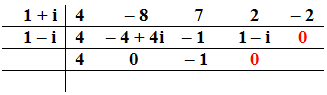 1 + i 4 – 8 7 2 – 2
1 – i 4 – 4 + 4i – 1 1 – i 0
4 0 – 1 0